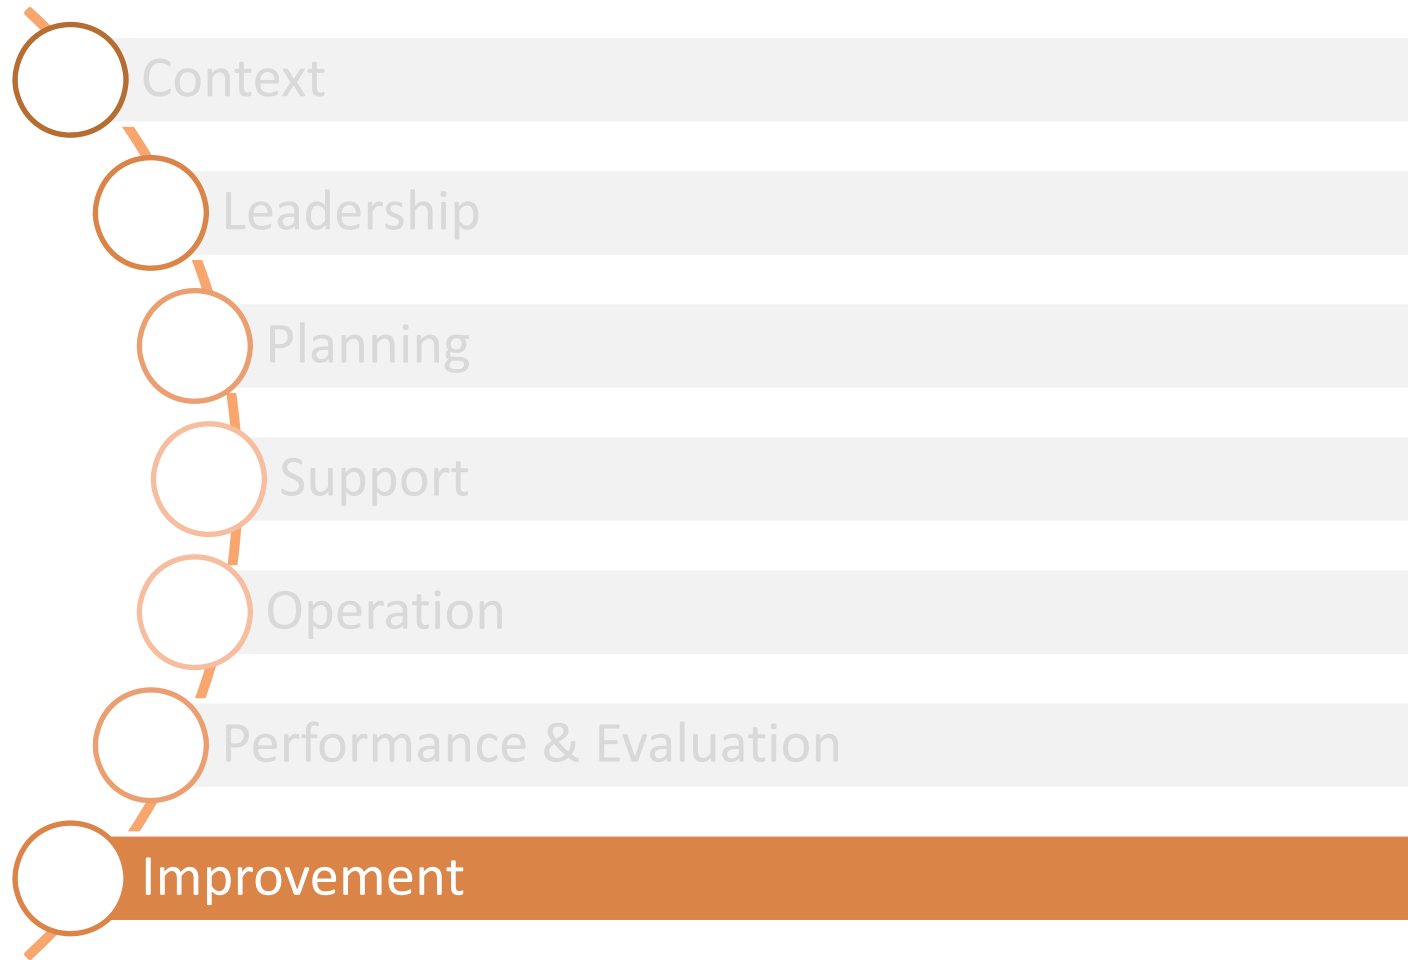 Context
Leadership
Planning
Support
Operation
Performance & Evaluation
Improvement